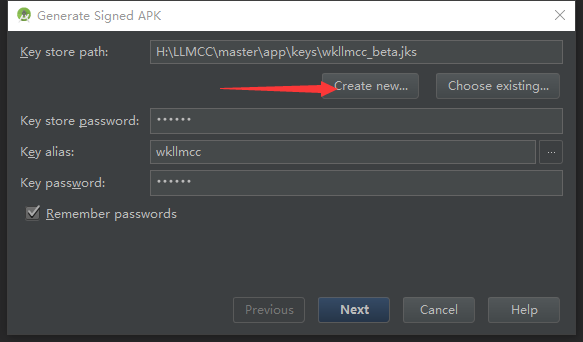 Generate Signed APK
Key store path: H:\LLMCC\master\app\keys\wkllmcc_beta.jks
Create new... Choose existing...
Key store password: ••••••
Key alias: wkllmcc ...
Key password: ••••••
Remember passwords
Previous Next Cancel Help